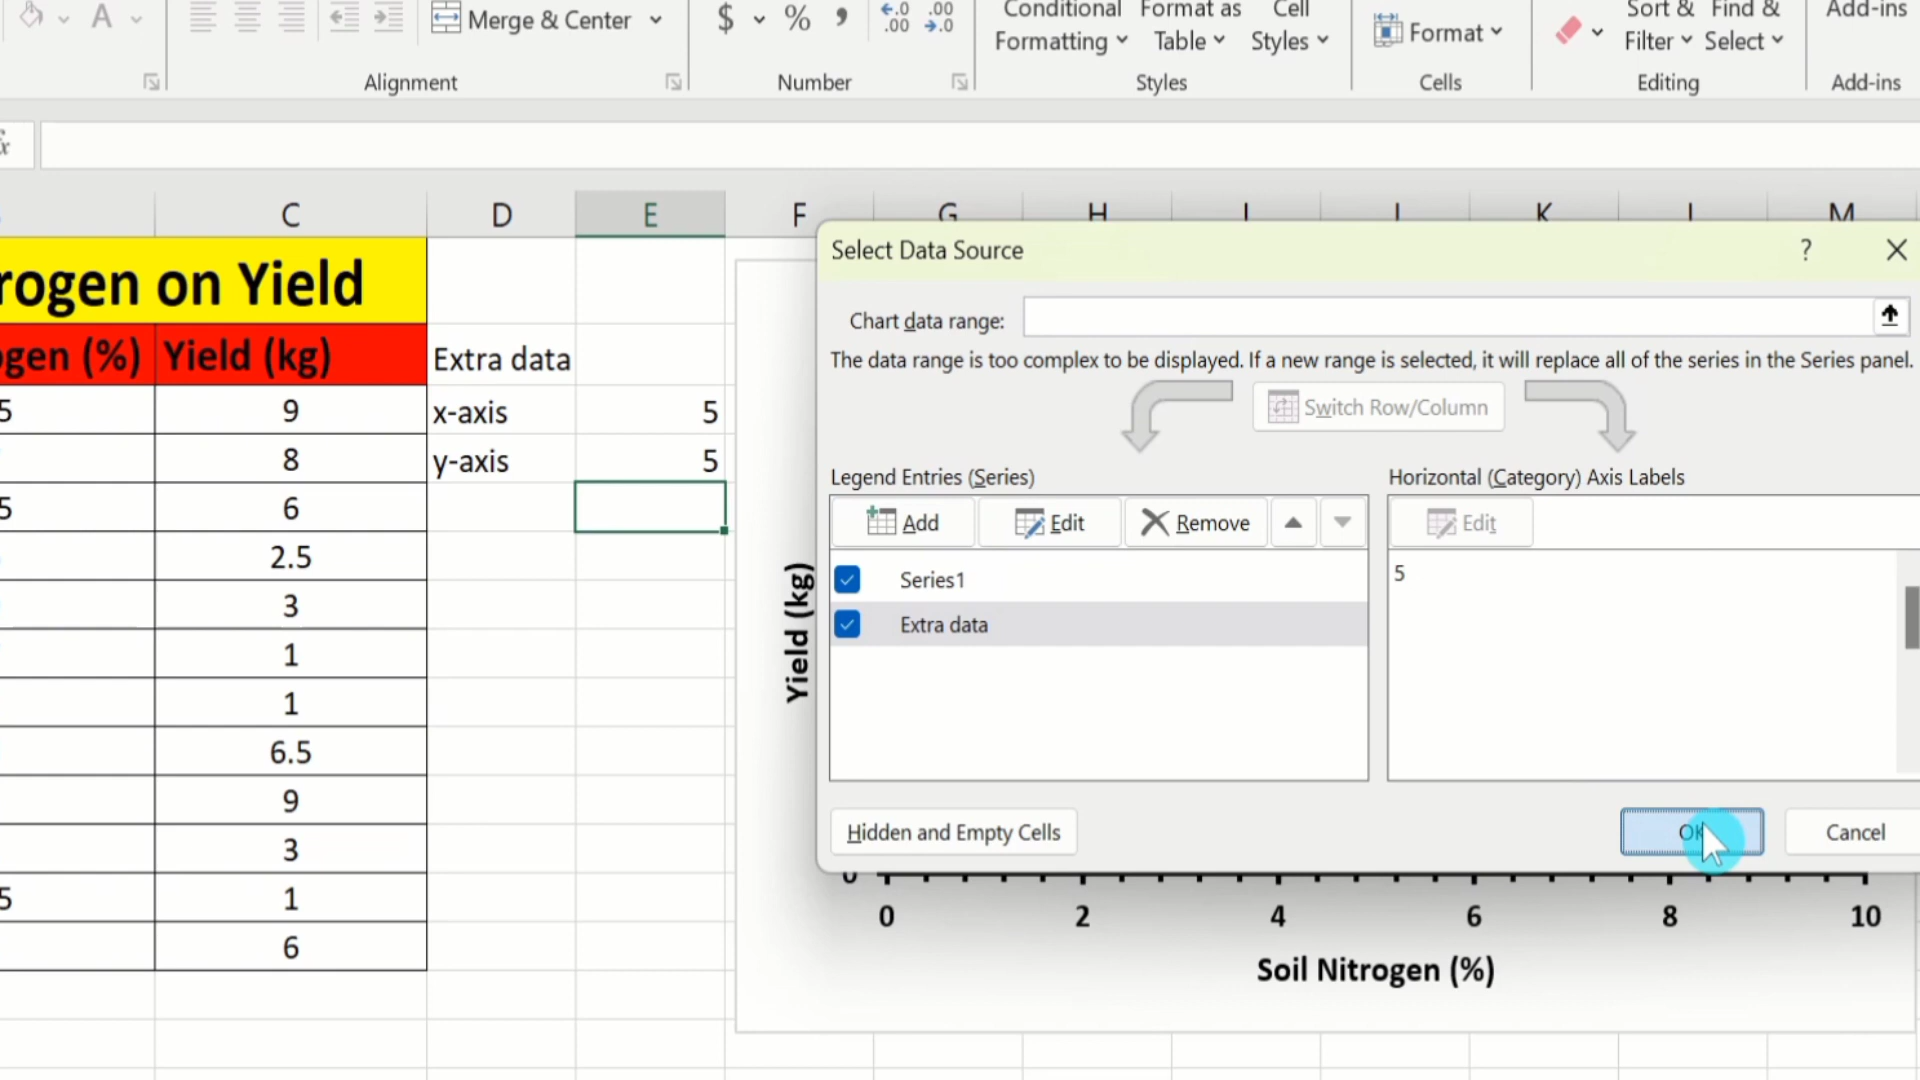 A
Merge & Center
$ % ,
Conditional Formatting
Format as Table
Cell Styles
Format
Sort & Filter
Find & Select
Add-ins
Alignment
Number
Styles
Cells
Editing
Add-ins
C D E F G H K M
rogen on Yield
gen (%) Yield (kg) Extra data
5 9 x-axis 5
8 y-axis 5
5 6
2.5
3
1
1
6.5
9
3
5 1
6
Select Data Source ?
Chart data range:
The data range is too complex to be displayed. If a new range is selected, it will replace all of the series in the Series panel.
Switch Row/Column
Legend Entries (Series)
Add Edit Remove
Series1
Extra data
Horizontal (Category) Axis Labels
Edit
5
Hidden and Empty Cells
OK Cancel
Yield (kg)
0 2 4 6 8 10
Soil Nitrogen (%)